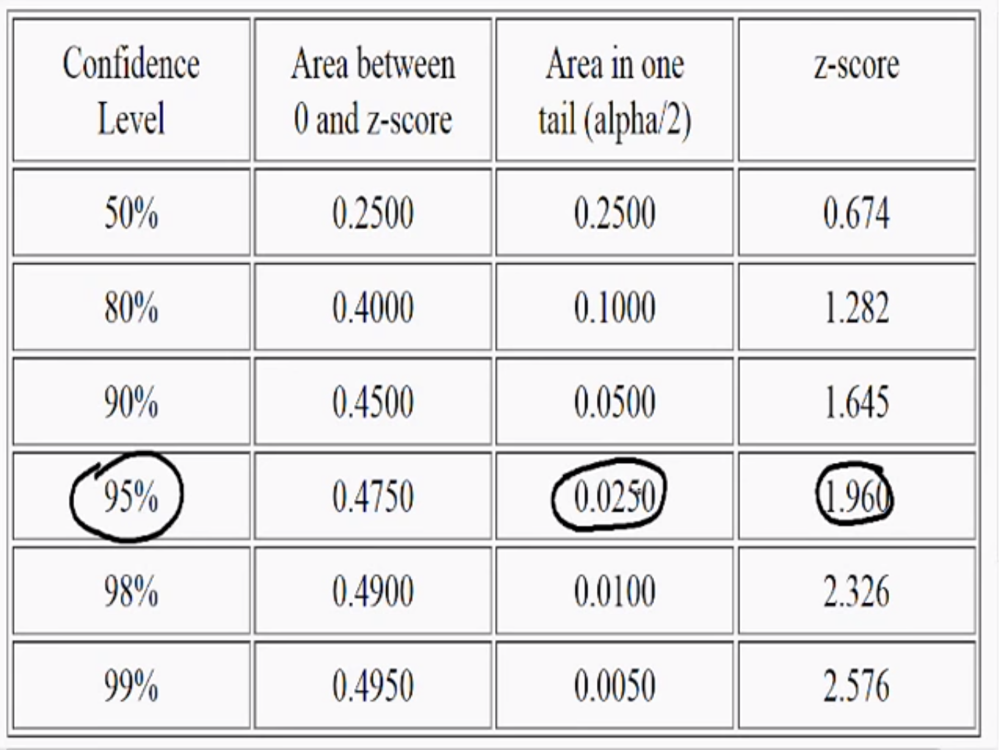 Confidence Level
Area between 0 and z-score
Area in one tail (alpha/2)
z-score
50% 0.2500 0.2500 0.674
80% 0.4000 0.1000 1.282
90% 0.4500 0.0500 1.645
95% 0.4750 0.0250 1.960
98% 0.4900 0.0100 2.326
99% 0.4950 0.0050 2.576